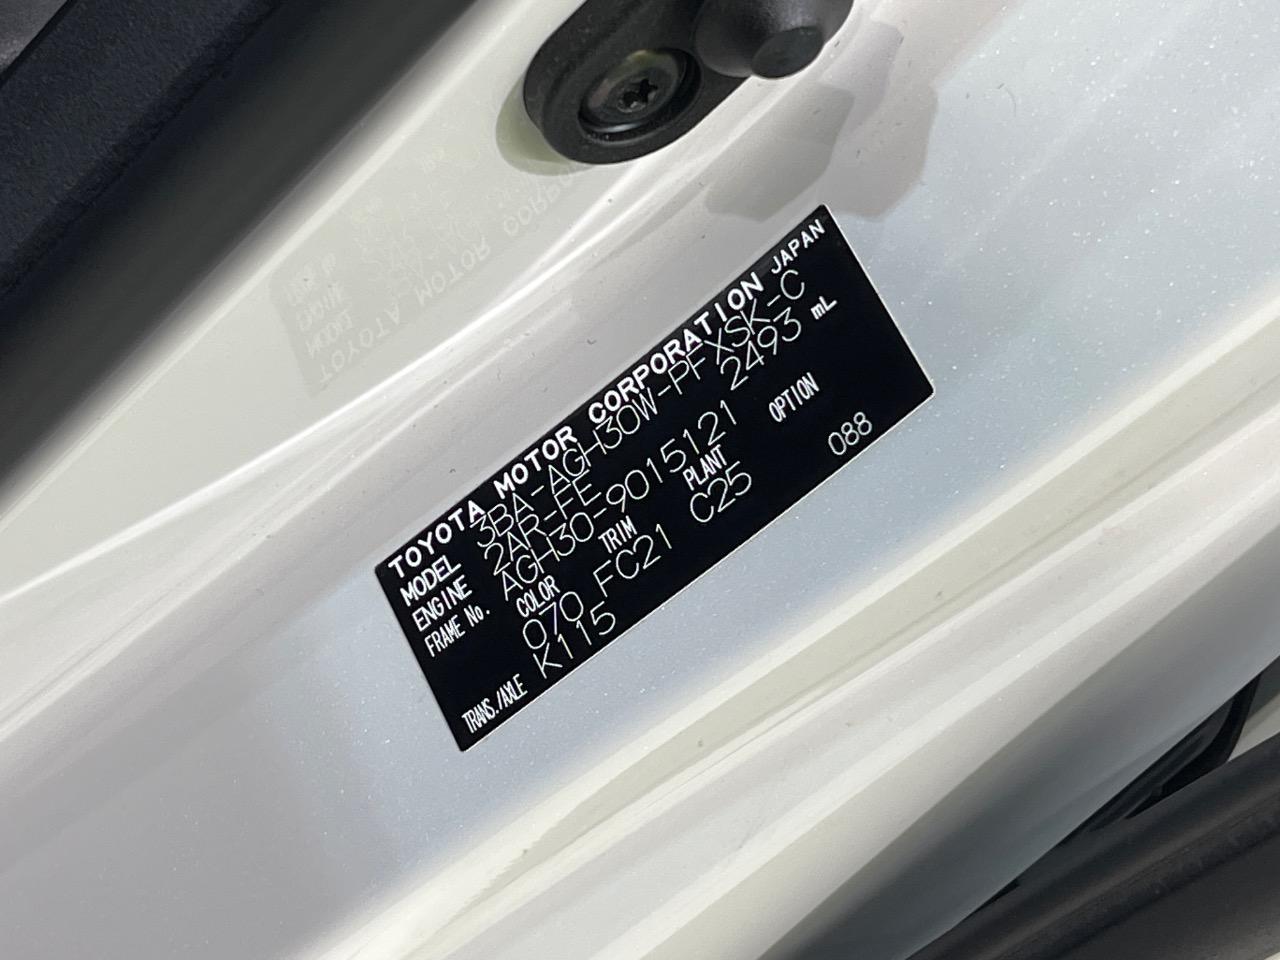 TOYOTA MOTOR CORPORATION JAPAN
MODEL 3BA-AGH30W-PFXSK-C
ENGINE 2AR-FE 2493 mL
FRAME No. AGH30-9015121
COLOR TRIM PLANT OPTION
070 FC21 C25 088
TRANS./AXLE K115